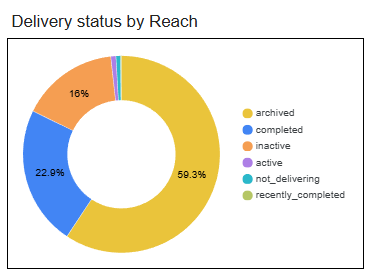 Delivery status by Reach
16%
22.9%
59.3%
archived
completed
inactive
active
not_delivering
recently_completed